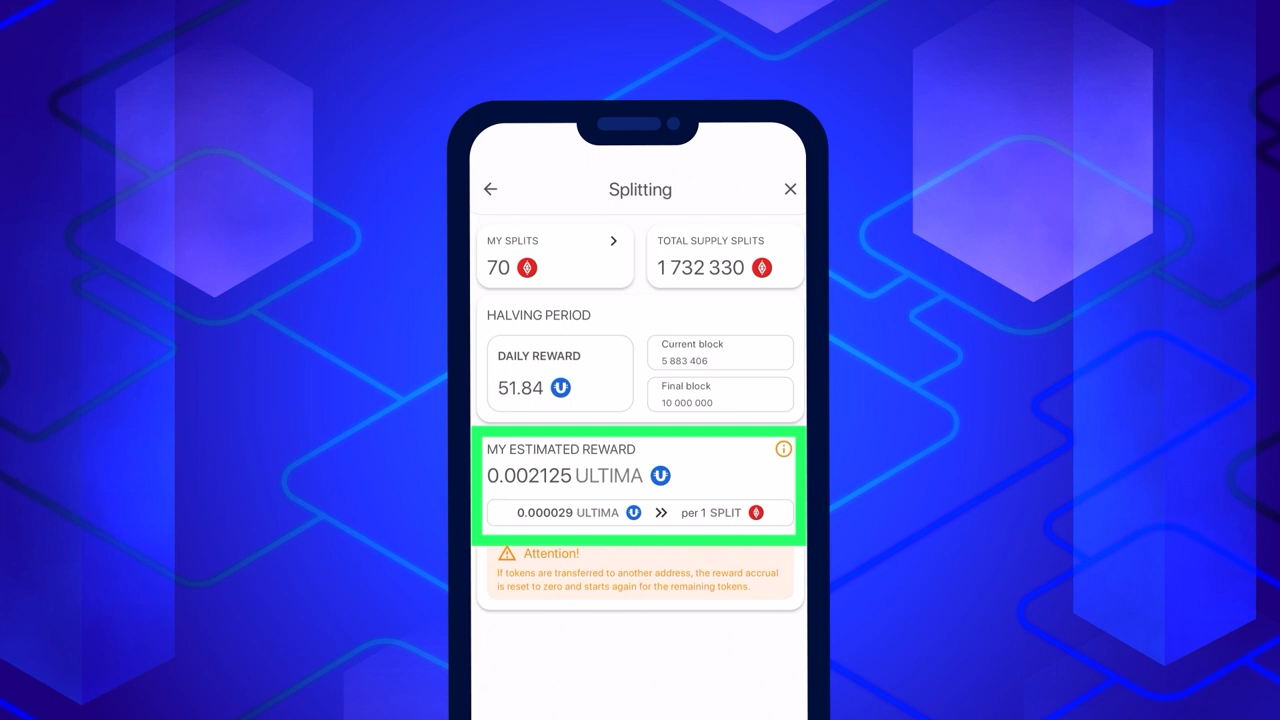 Splitting
MY SPLITS
70
TOTAL SUPPLY SPLITS
1 732 330
HALVING PERIOD
DAILY REWARD
51.84
Current block
5 883 406
Final block
10 000 000
MY ESTIMATED REWARD
0.002125 ULTIMA
0.000029 ULTIMA per 1 SPLIT
Attention!
If tokens are transferred to another address, the reward accrual
is reset to zero and starts again for the remaining tokens.